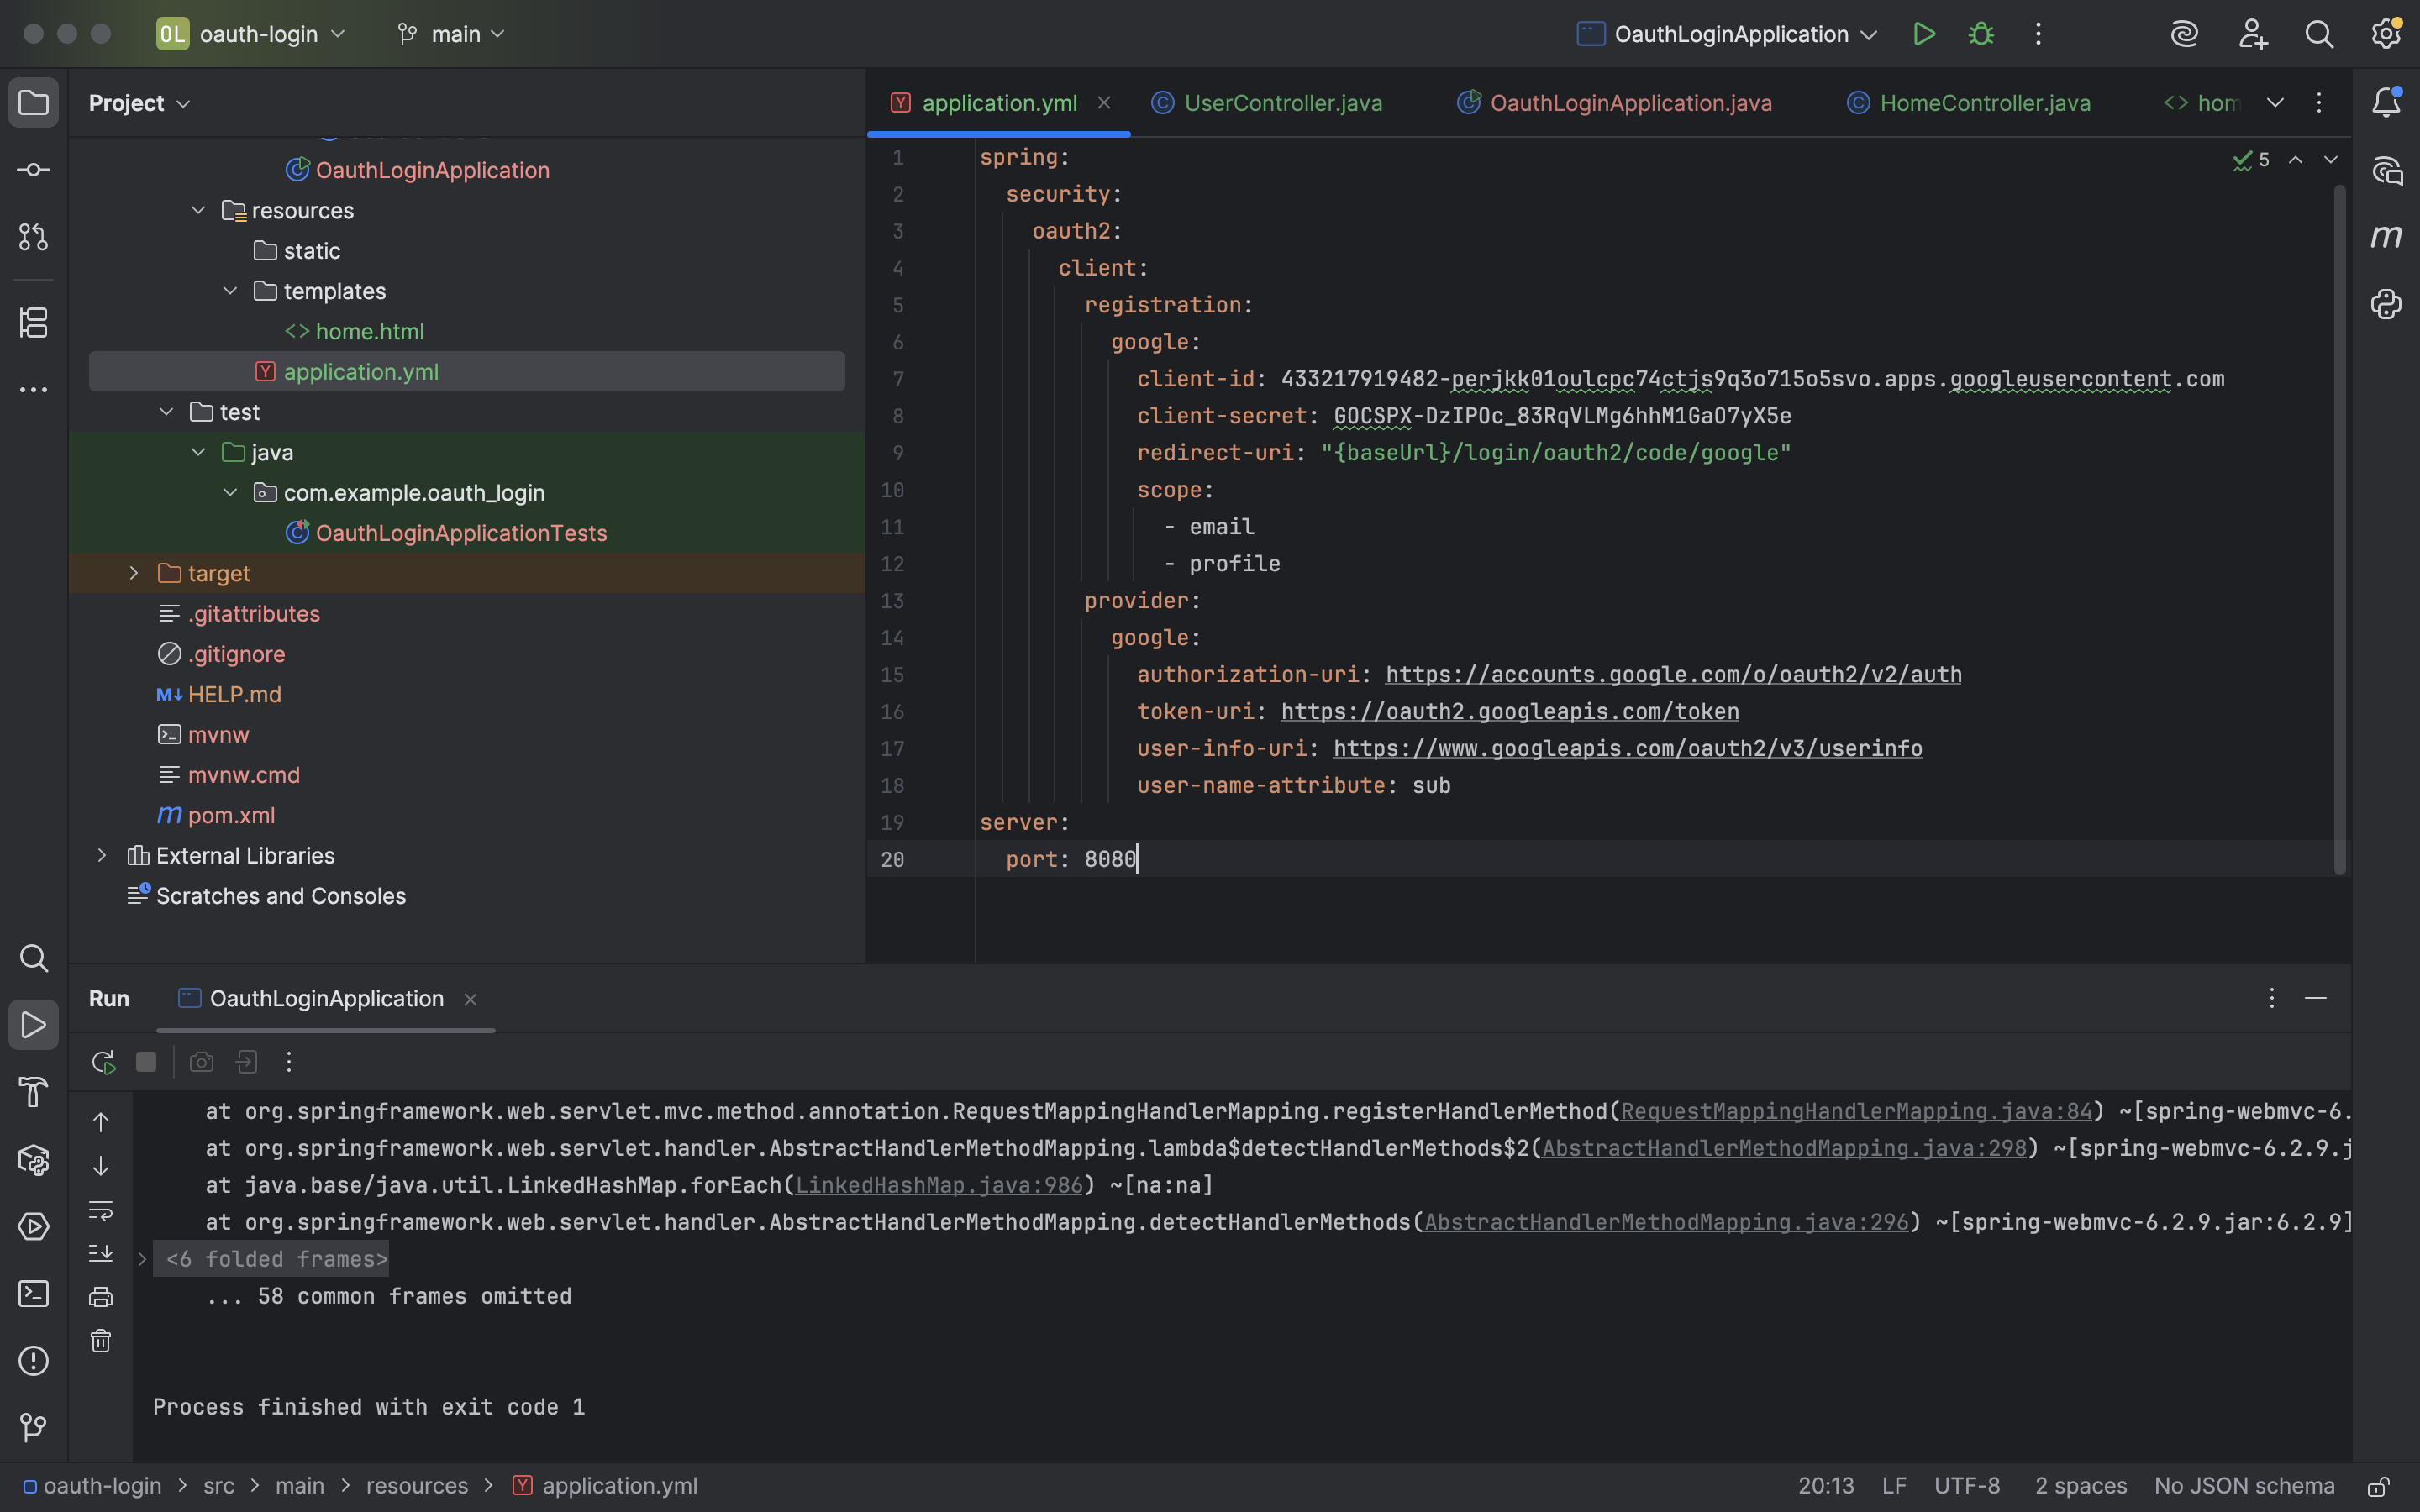 OL oauth-login main OauthLoginApplication
Project
application.yml UserController.java OauthLoginApplication.java HomeController.java hom
OauthLoginApplication
resources
static
templates
home.html
application.yml
test
java
com.example.oauth_login
OauthLoginApplicationTests
target
.gitattributes
.gitignore
HELP.md
mvnw
mvnw.cmd
pom.xml
External Libraries
Scratches and Consoles
5
1 spring:
2 security:
3 oauth2:
4 client:
5 registration:
6 google:
7 client-id: 433217919482-perjkk01oulcpc74ctjs9q3o715o5svo.apps.googleusercontent.com
8 client-secret: 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
9 redirect-uri: "{baseUrl}/login/oauth2/code/google"
10 scope:
11 - email
12 - profile
13 provider:
14 google:
15 authorization-uri: https://accounts.google.com/o/oauth2/v2/auth
16 token-uri: https://oauth2.googleapis.com/token
17 user-info-uri: https://www.googleapis.com/oauth2/v3/userinfo
18 user-name-attribute: sub
19 server:
20 port: 8080
Run OauthLoginApplication
at org.springframework.web.servlet.mvc.method.annotation.RequestMappingHandlerMapping.registerHandlerMethod(RequestMappingHandlerMapping.java:84) ~[spring-webmvc-6.
at org.springframework.web.servlet.handler.AbstractHandlerMethodMapping.lambda$detectHandlerMethods$2(AbstractHandlerMethodMapping.java:298) ~[spring-webmvc-6.2.9.j
at java.base/java.util.LinkedHashMap.forEach(LinkedHashMap.java:986) ~[na:na]
at org.springframework.web.servlet.handler.AbstractHandlerMethodMapping.detectHandlerMethods(AbstractHandlerMethodMapping.java:296) ~[spring-webmvc-6.2.9.jar:6.2.9]
<6 folded frames>
... 58 common frames omitted
Process finished with exit code 1
oauth-login > src > main > resources > application.yml
20:13 LF UTF-8 2 spaces No JSON schema